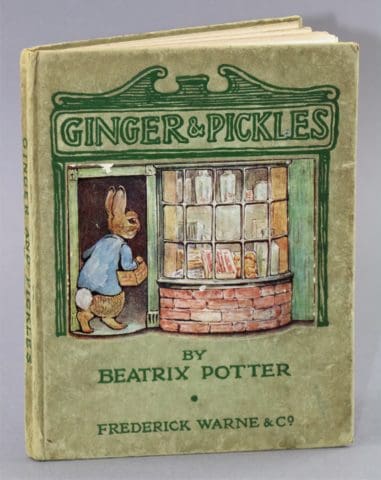 GINGER & PICKLES
BY
BEATRIX POTTER
FREDERICK WARNE & Co
GINGER AND PICKLES